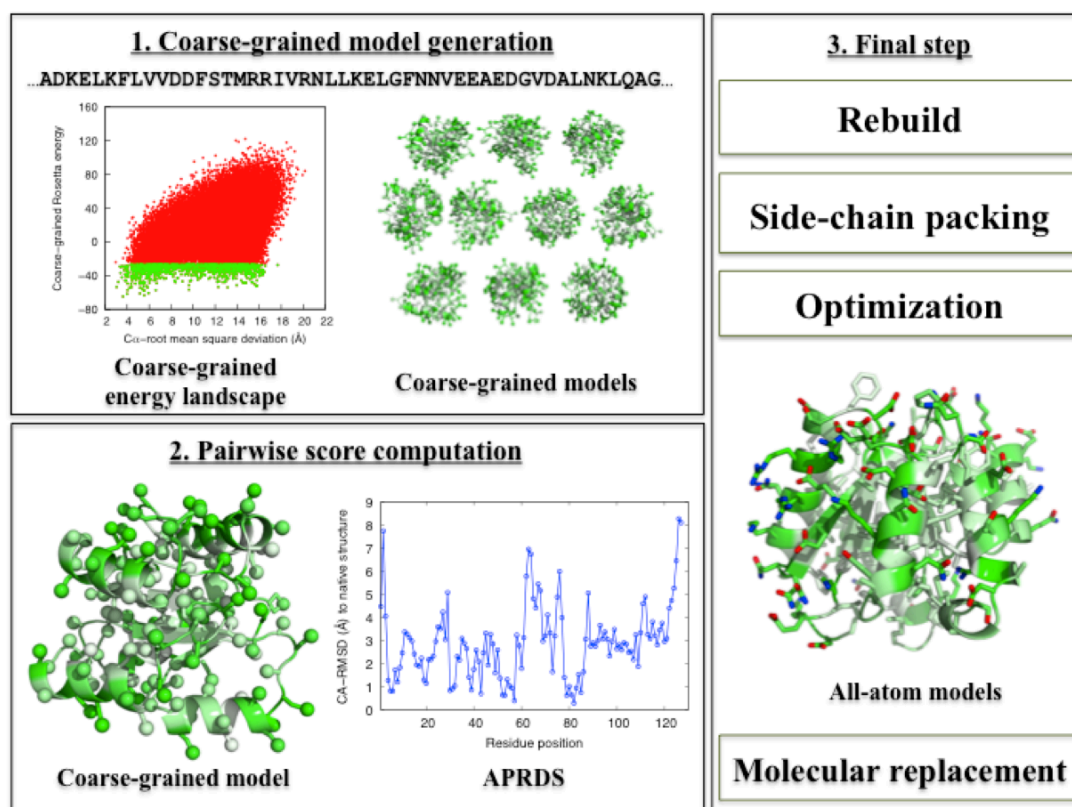 1. Coarse-grained model generation
...ADKELKFLVVDDFSTMRRIVRNLLKELGFNNVEEAEDGVDALNKLQAG...
160
120
80
40
0
−40
−80
2 4 6 8 10 12 14 16 18 20 22
Coarse−grained Rosetta energy
Cα−root mean square deviation (Å)
Coarse-grained
energy landscape
Coarse-grained models
2. Pairwise score computation
Coarse-grained model
9
8
7
6
5
4
3
2
1
0
20 40 60 80 100 120
CA−RMSD (Å) to native structure
Residue position
APRDS
3. Final step
Rebuild
Side-chain packing
Optimization
All-atom models
Molecular replacement